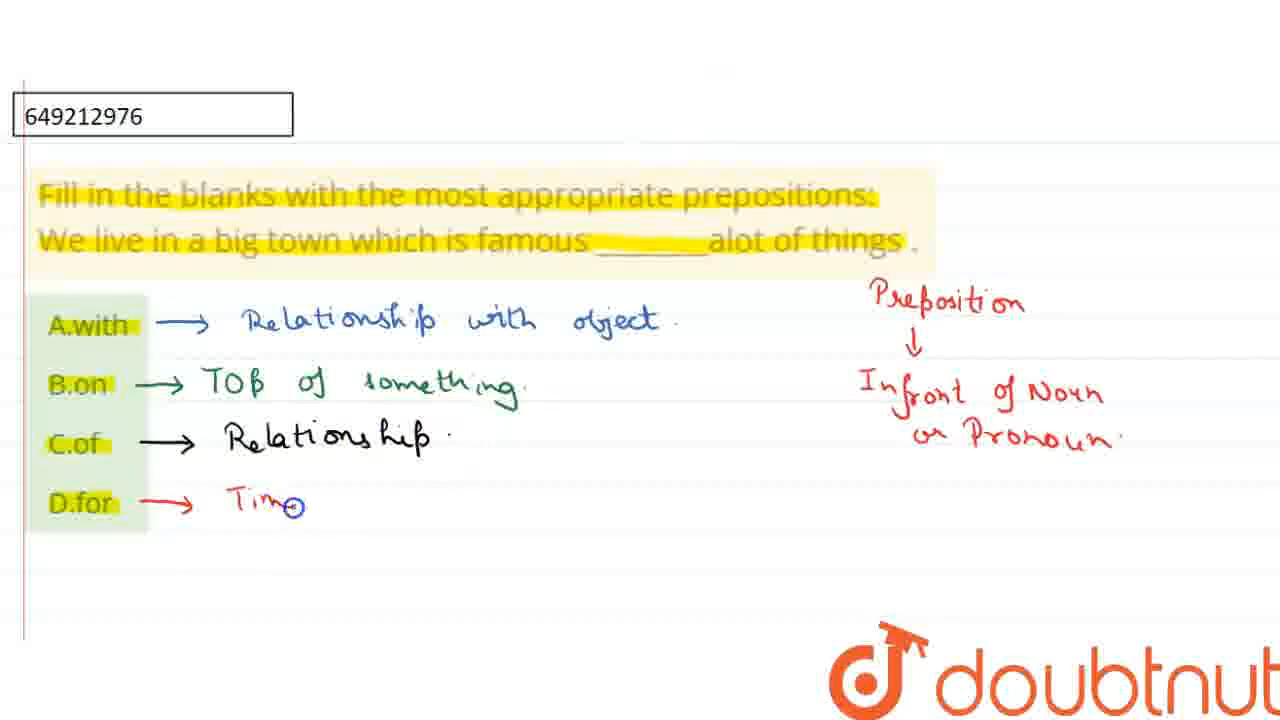 649212976
Fill in the blanks with the most appropriate prepositions:
We live in a big town which is famous ________alot of things .
A.with → Relationship with object.
B.on → TOP of something.
C.of → Relationship.
D.for → Tim
Preposition
↓
Infront of Noun
or Pronoun.
doubtnut